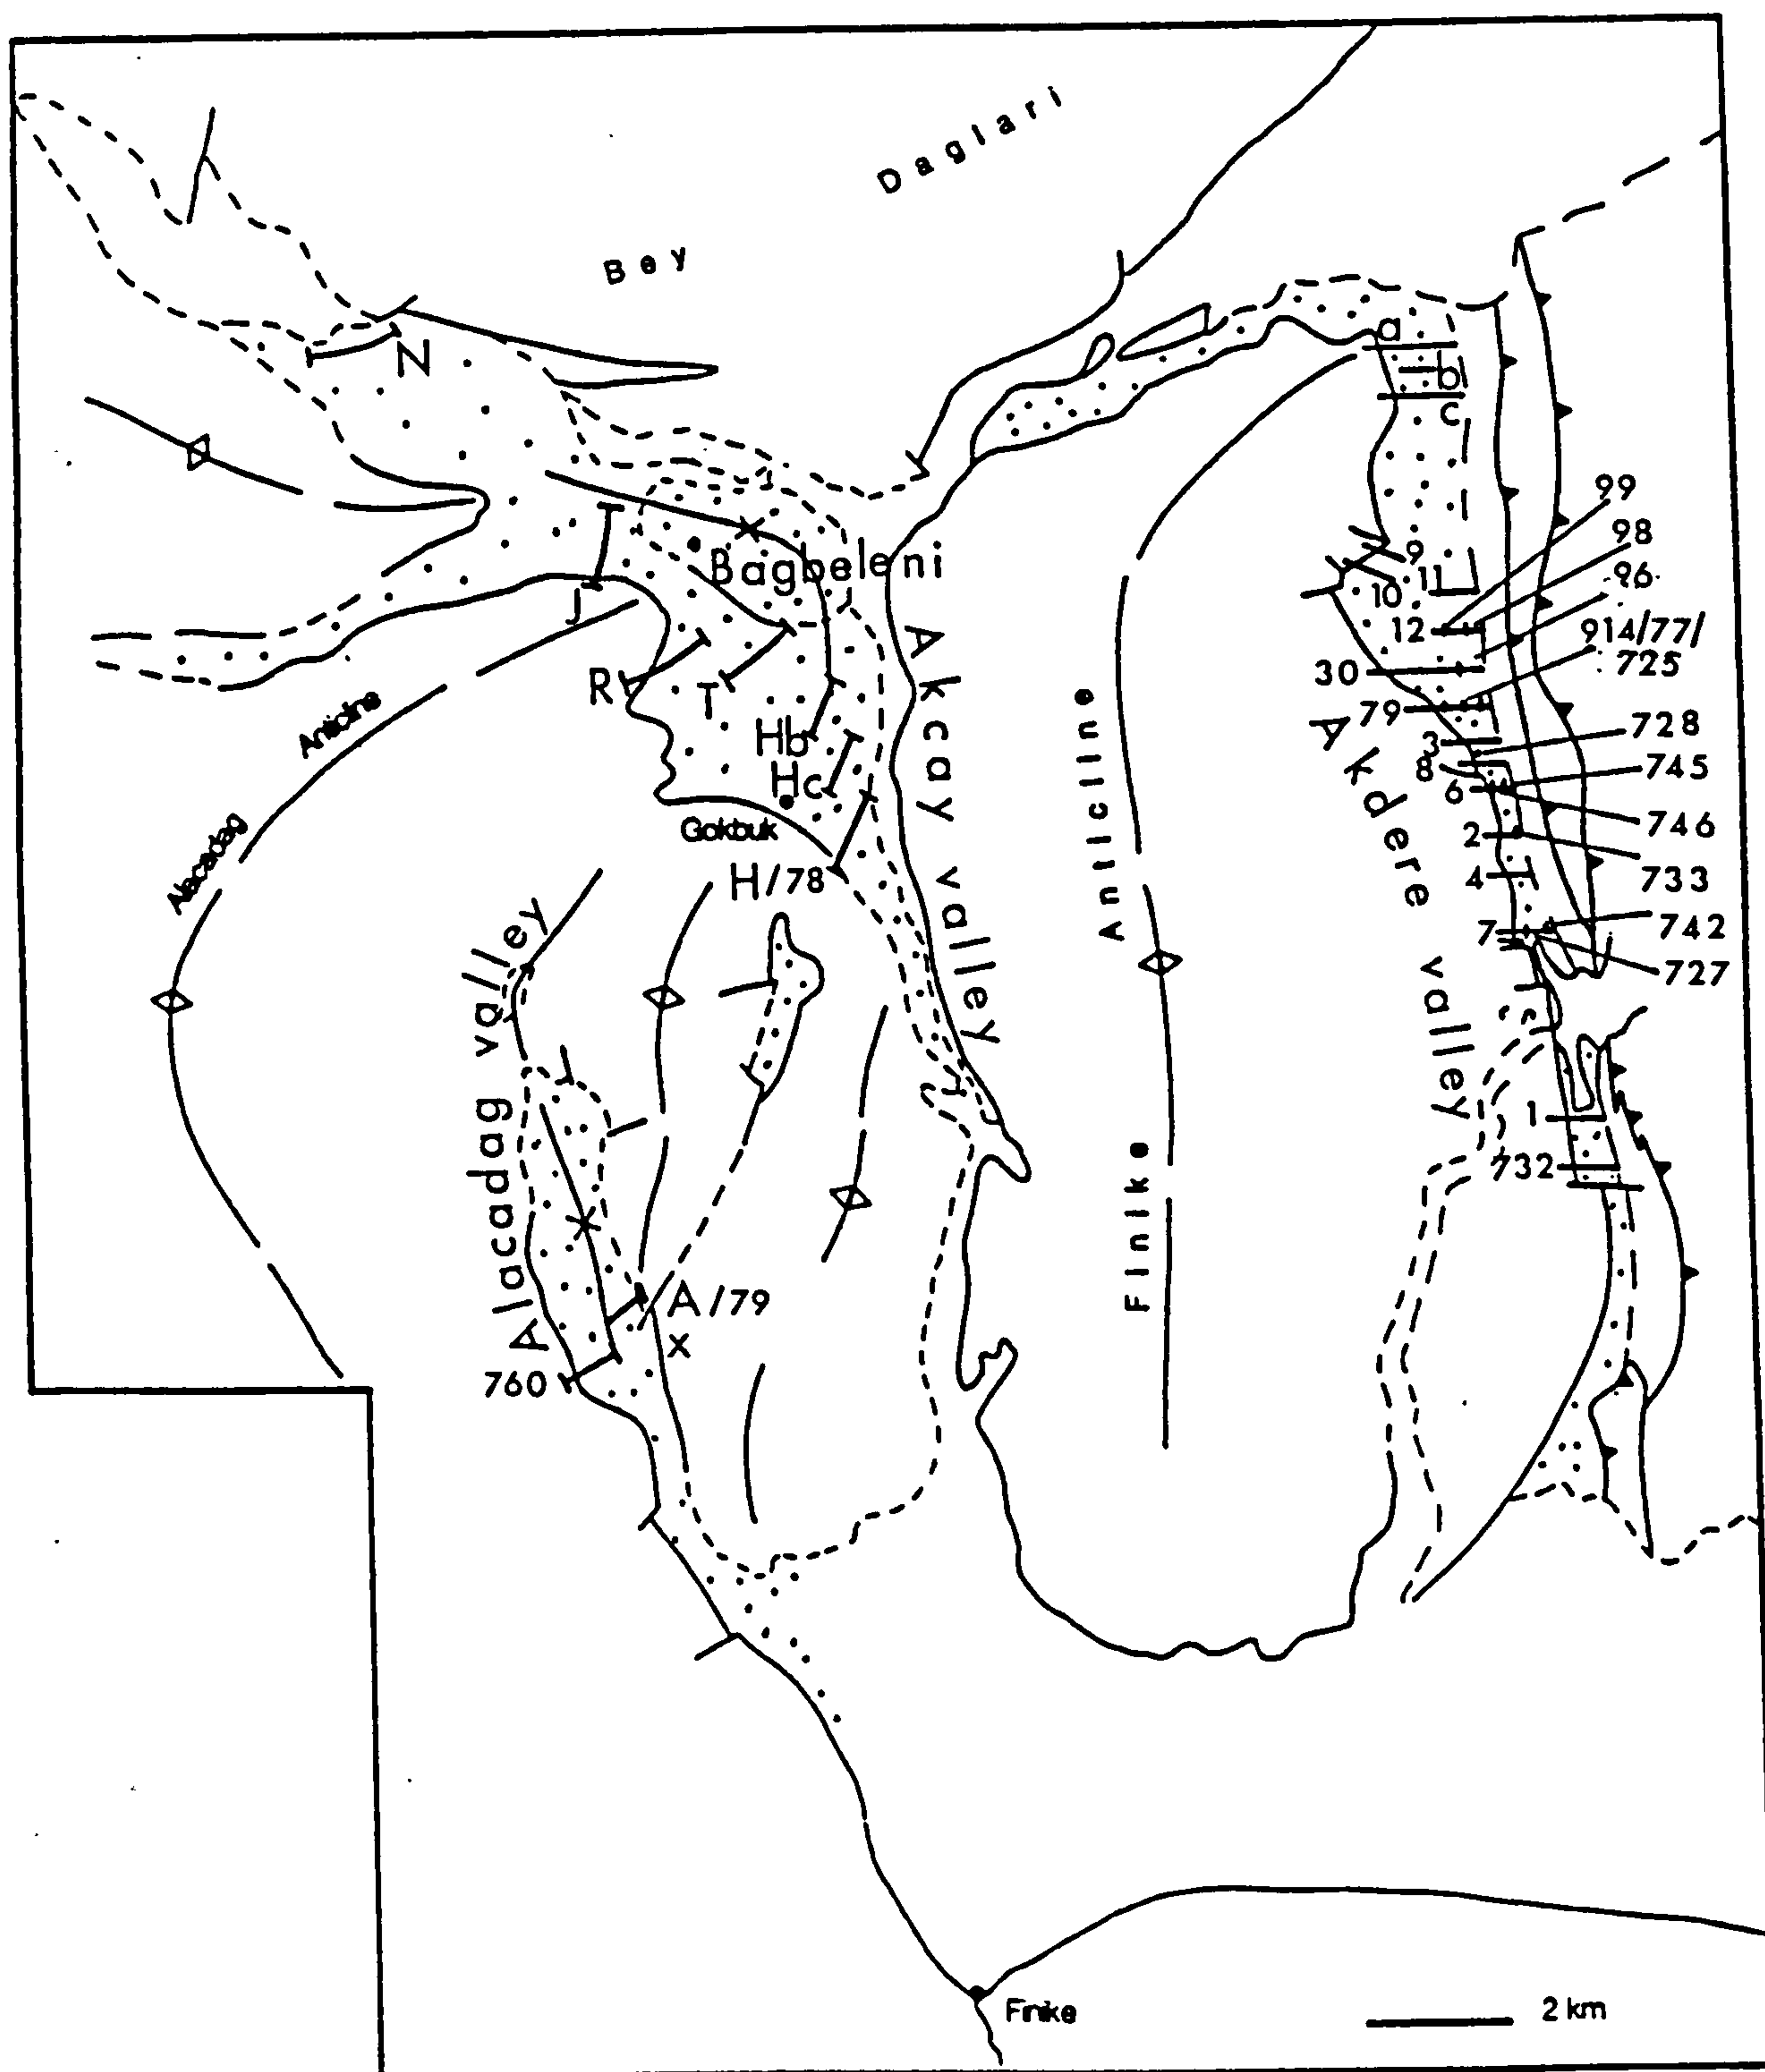 Daglari
Bey
N
a
b
c
99
98
96
914/77/
725
9
11
10
12
30
79
3
8
6
2
4
7
728
745
746
733
742
727
1
732
Bagbeleni
J
R
T
Hb
Hc
Gokbuk
H/78
Akcay valley
Anticline
Finike
Akdere valley
Alacadag valley
Alacadag
Anticline
A/79
x
760
Finike
2 km